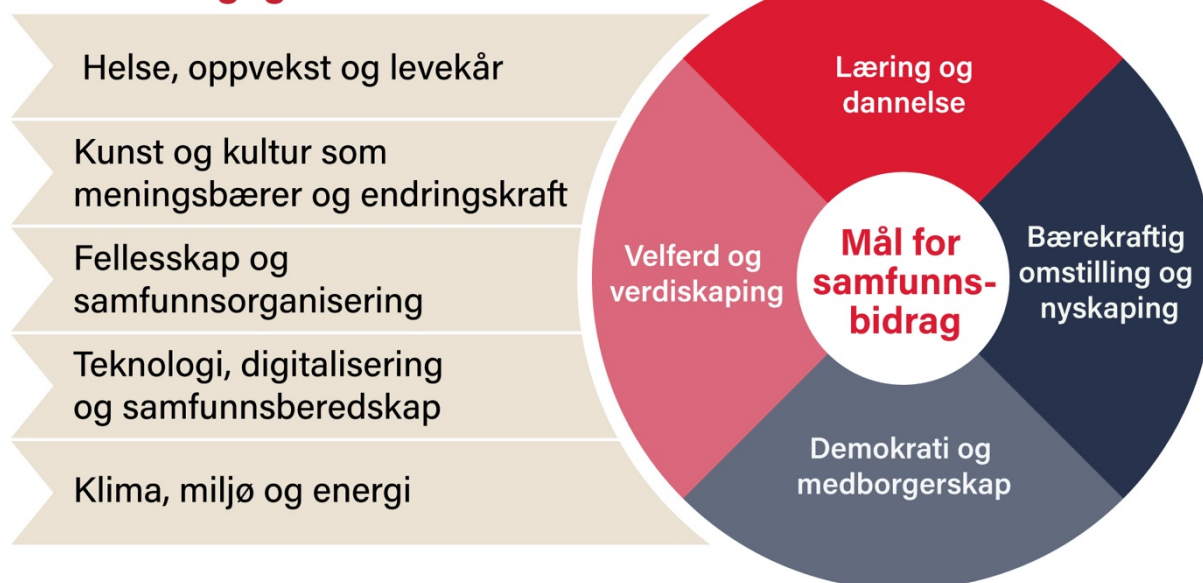 Helse, oppvekst og levekår
Kunst og kultur som
meningsbærer og endringskraft
Fellesskap og
samfunnsorganisering
Teknologi, digitalisering
og samfunnsberedskap
Klima, miljø og energi
Læring og
dannelse
Velferd og
verdiskaping
Mål for
samfunns-
bidrag
Bærekraftig
omstilling og
nyskaping
Demokrati og
medborgerskap